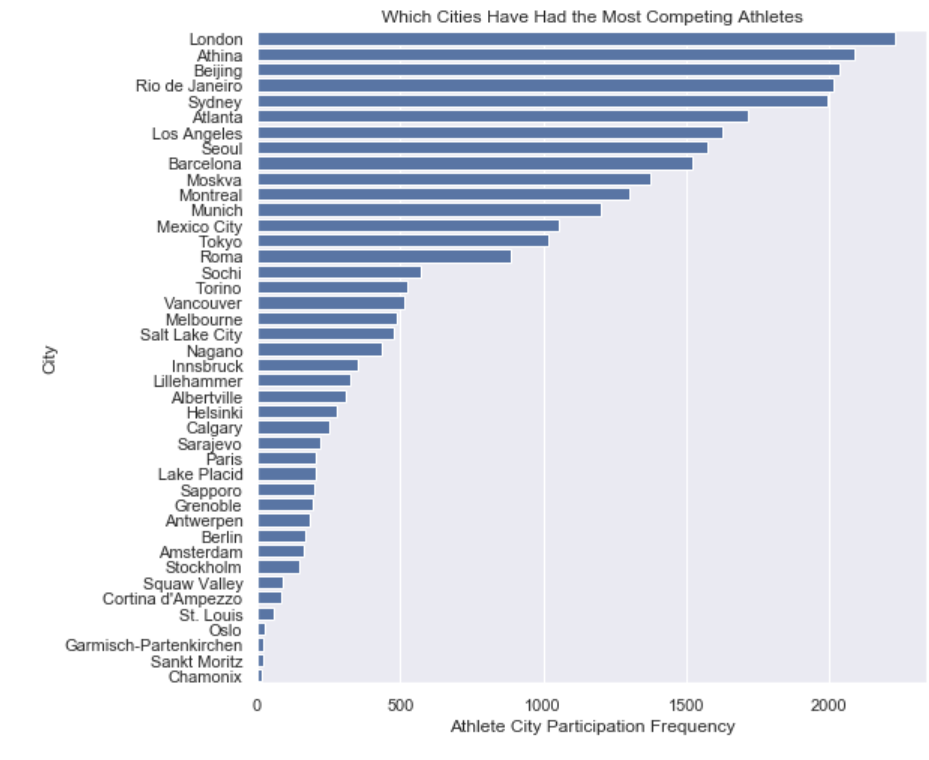 Which Cities Have Had the Most Competing Athletes
London
Athina
Beijing
Rio de Janeiro
Sydney
Atlanta
Los Angeles
Seoul
Barcelona
Moskva
Montreal
Munich
Mexico City
Tokyo
Roma
Sochi
Torino
Vancouver
Melbourne
Salt Lake City
Nagano
Innsbruck
Lillehammer
Albertville
Helsinki
Calgary
Sarajevo
Paris
Lake Placid
Sapporo
Grenoble
Antwerpen
Berlin
Amsterdam
Stockholm
Squaw Valley
Cortina d'Ampezzo
St. Louis
Oslo
Garmisch-Partenkirchen
Sankt Moritz
Chamonix
City
0 500 1000 1500 2000
Athlete City Participation Frequency